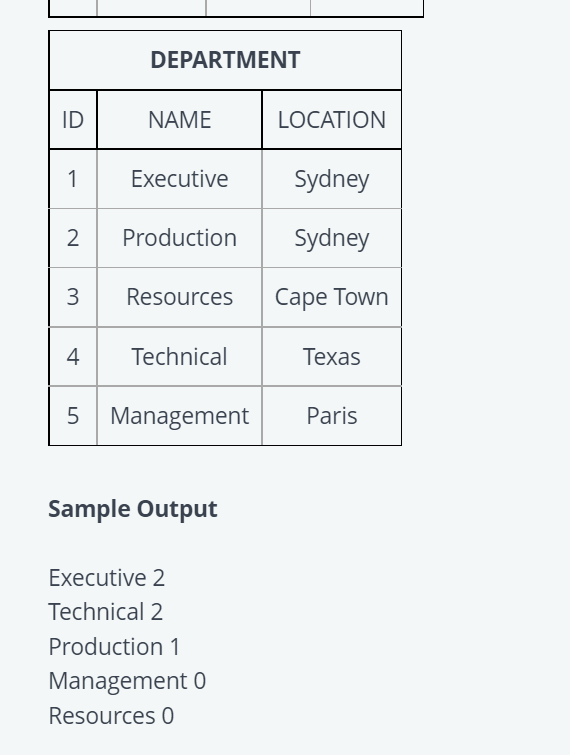 DEPARTMENT
ID NAME LOCATION
1 Executive Sydney
2 Production Sydney
3 Resources Cape Town
4 Technical Texas
5 Management Paris
Sample Output
Executive 2
Technical 2
Production 1
Management 0
Resources 0